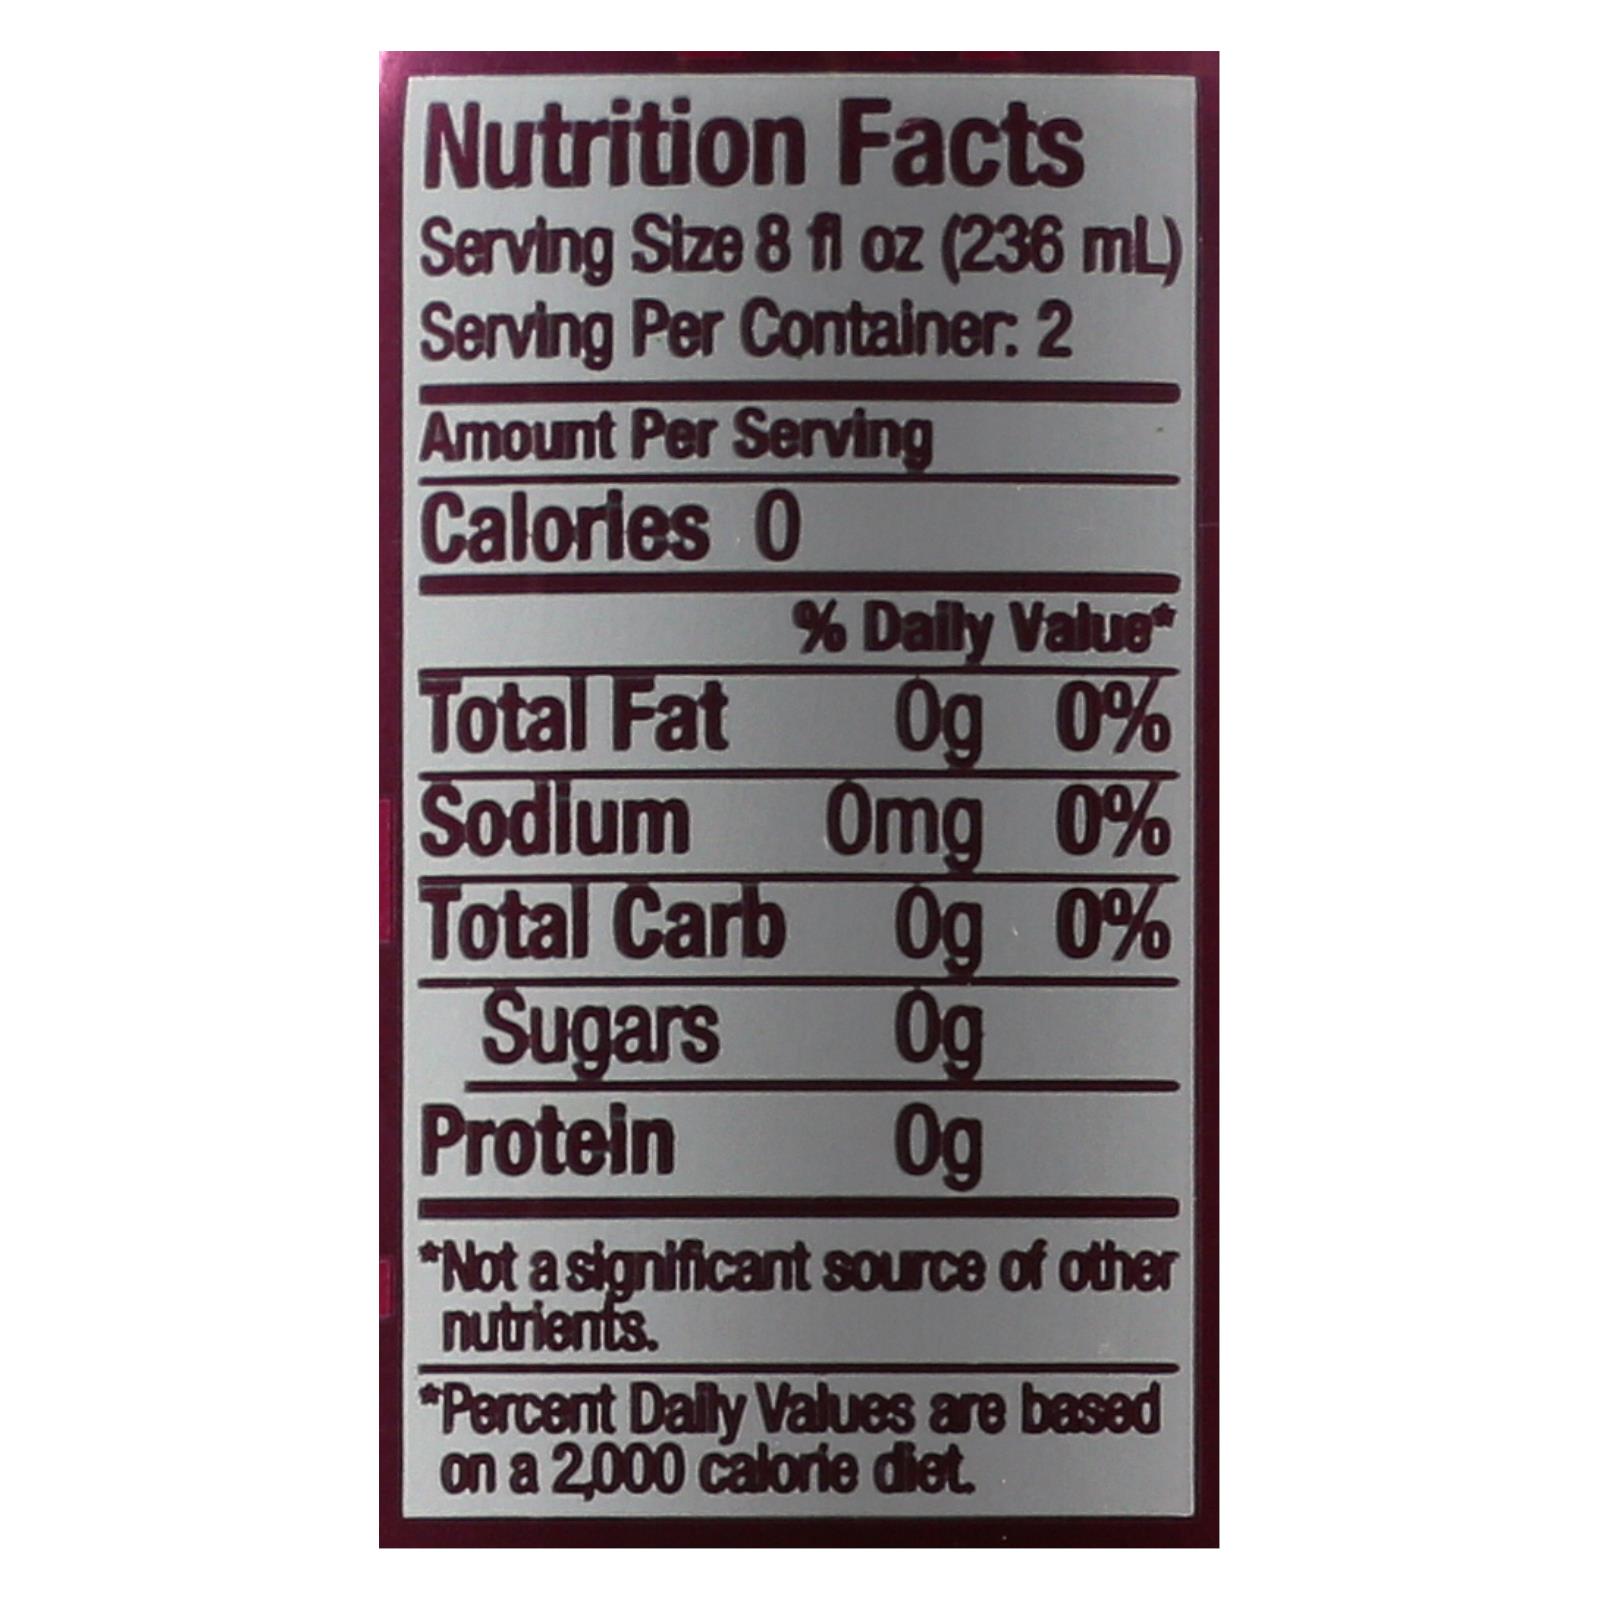 Nutrition Facts
Serving Size 8 fl oz (236 mL)
Serving Per Container: 2
Amount Per Serving
Calories 0
% Daily Value*
Total Fat 0g 0%
Sodium 0mg 0%
Total Carb 0g 0%
Sugars 0g
Protein 0g
*Not a significant source of other
nutrients.
*Percent Daily Values are based
on a 2,000 calorie diet.